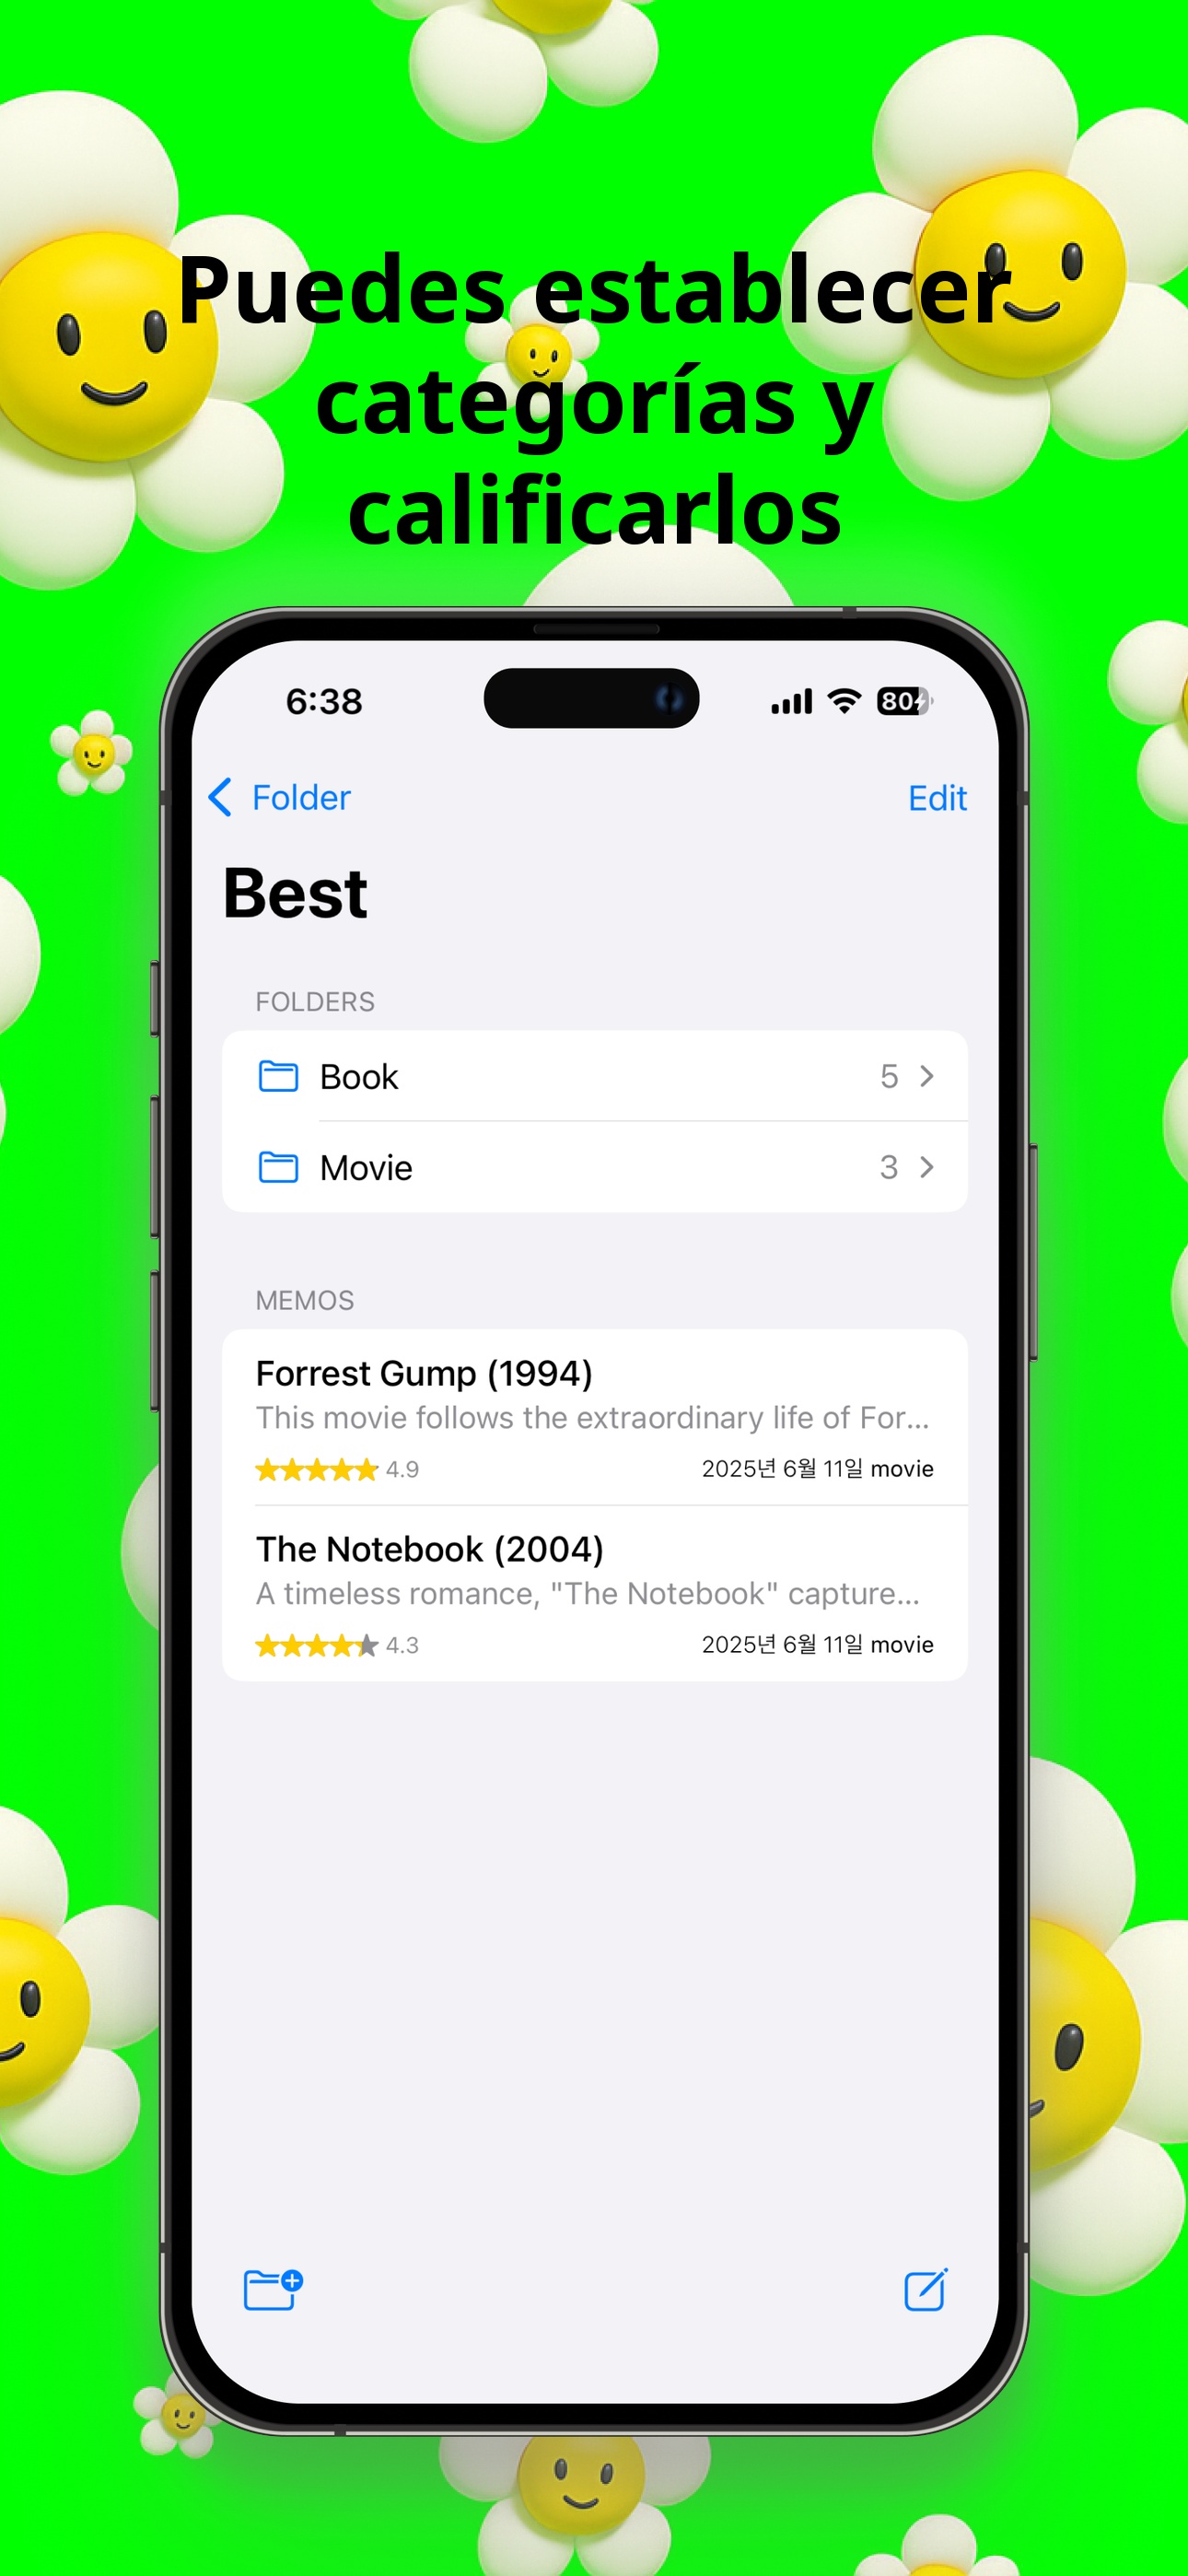 Puedes establecer
categorías y
calificarlos
6:38
80
Folder
Edit
Best
FOLDERS
Book
5
Movie
3
MEMOS
Forrest Gump (1994)
This movie follows the extraordinary life of For...
4.9
2025년 6월 11일 movie
The Notebook (2004)
A timeless romance, "The Notebook" capture...
4.3
2025년 6월 11일 movie